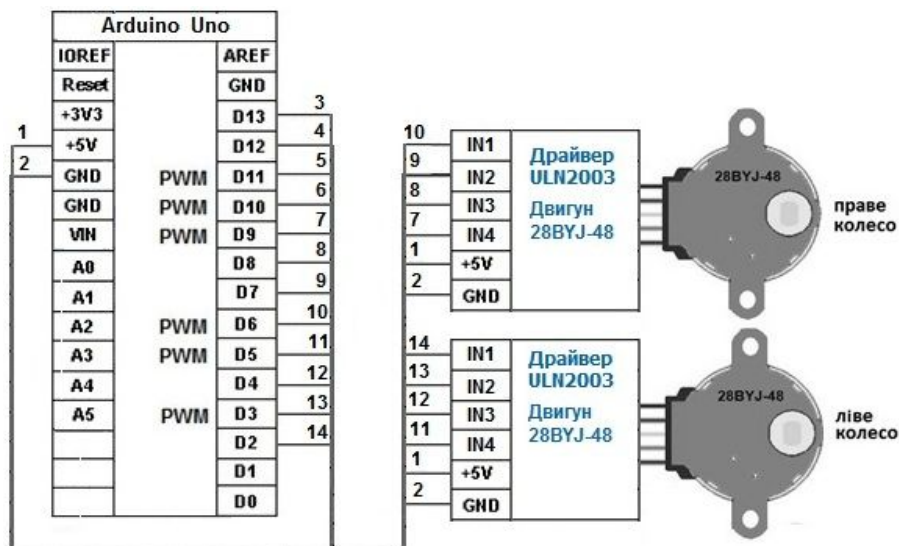 Arduino Uno
IOREF AREF
Reset GND
+3V3 D13 3
1 +5V D12 4
2 GND PWM D11 5
GND PWM D10 6
VIN PWM D9 7
A0 D8 8
A1 D7 9
A2 PWM D6 10
A3 PWM D5 11
A4 D4 12
A5 PWM D3 13
D2 14
D1
D0
10 IN1 Драйвер
9 IN2 ULN2003
8 IN3 Двигун
7 IN4 28BYJ-48
1 +5V
2 GND
28BYJ-48
праве
колесо
14 IN1 Драйвер
13 IN2 ULN2003
12 IN3 Двигун
11 IN4 28BYJ-48
1 +5V
2 GND
28BYJ-48
ліве
колесо